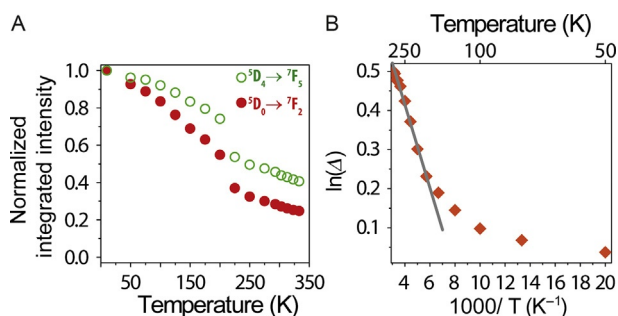 A
Normalized
integrated intensity
1.0
0.8
0.6
0.4
0.2
0.0
⁵D₄→ ⁷F₅
⁵D₀→ ⁷F₂
50
150
250
350
Temperature (K)
B
Temperature (K)
250
100
50
ln(Δ)
0.5
0.4
0.3
0.2
0.1
4 6 8 10 12 14 16 18 20
1000/ T (K⁻¹)